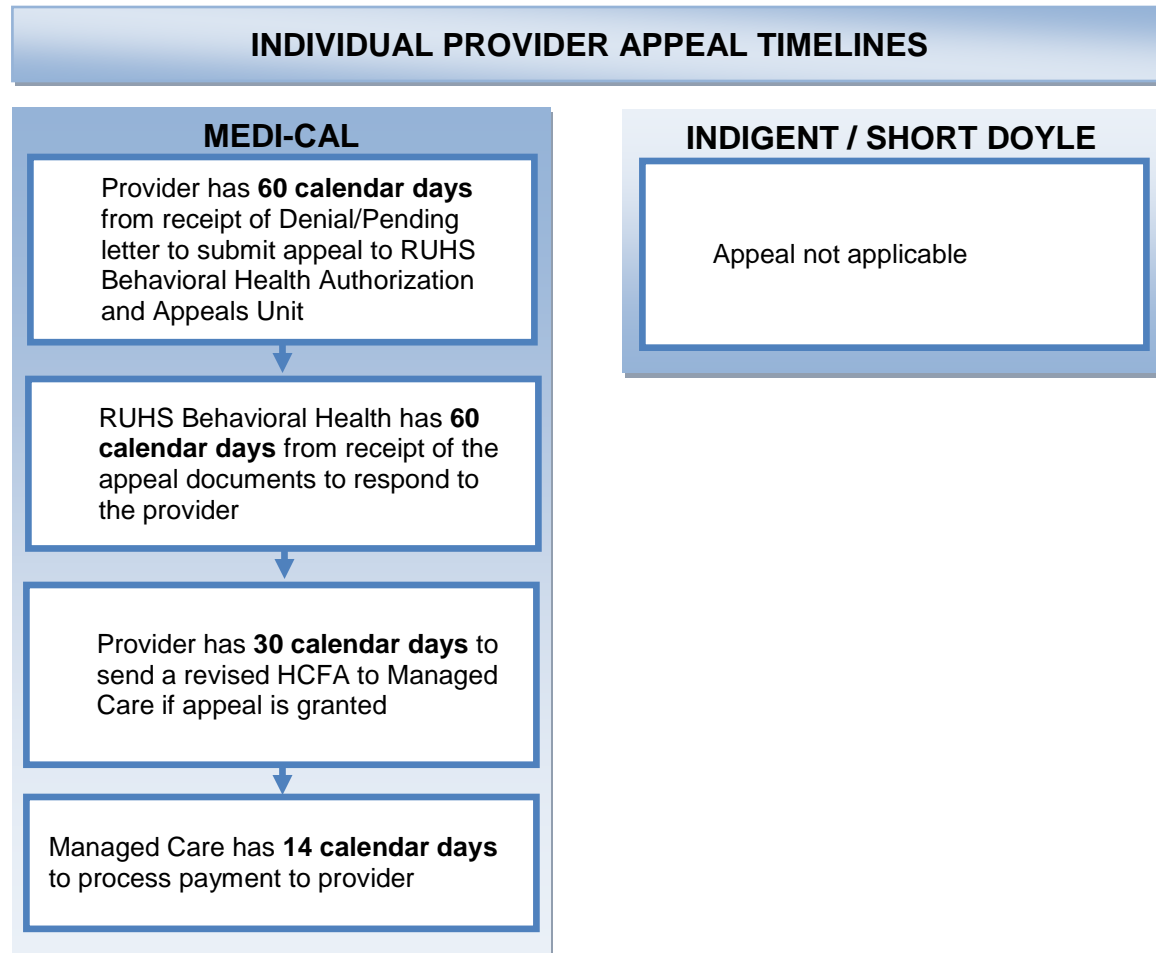 INDIVIDUAL PROVIDER APPEAL TIMELINES
MEDI-CAL
Provider has 60 calendar days
from receipt of Denial/Pending
letter to submit appeal to RUHS
Behavioral Health Authorization
and Appeals Unit
RUHS Behavioral Health has 60
calendar days from receipt of the
appeal documents to respond to
the provider
Provider has 30 calendar days to
send a revised HCFA to Managed
Care if appeal is granted
Managed Care has 14 calendar days
to process payment to provider
INDIGENT / SHORT DOYLE
Appeal not applicable